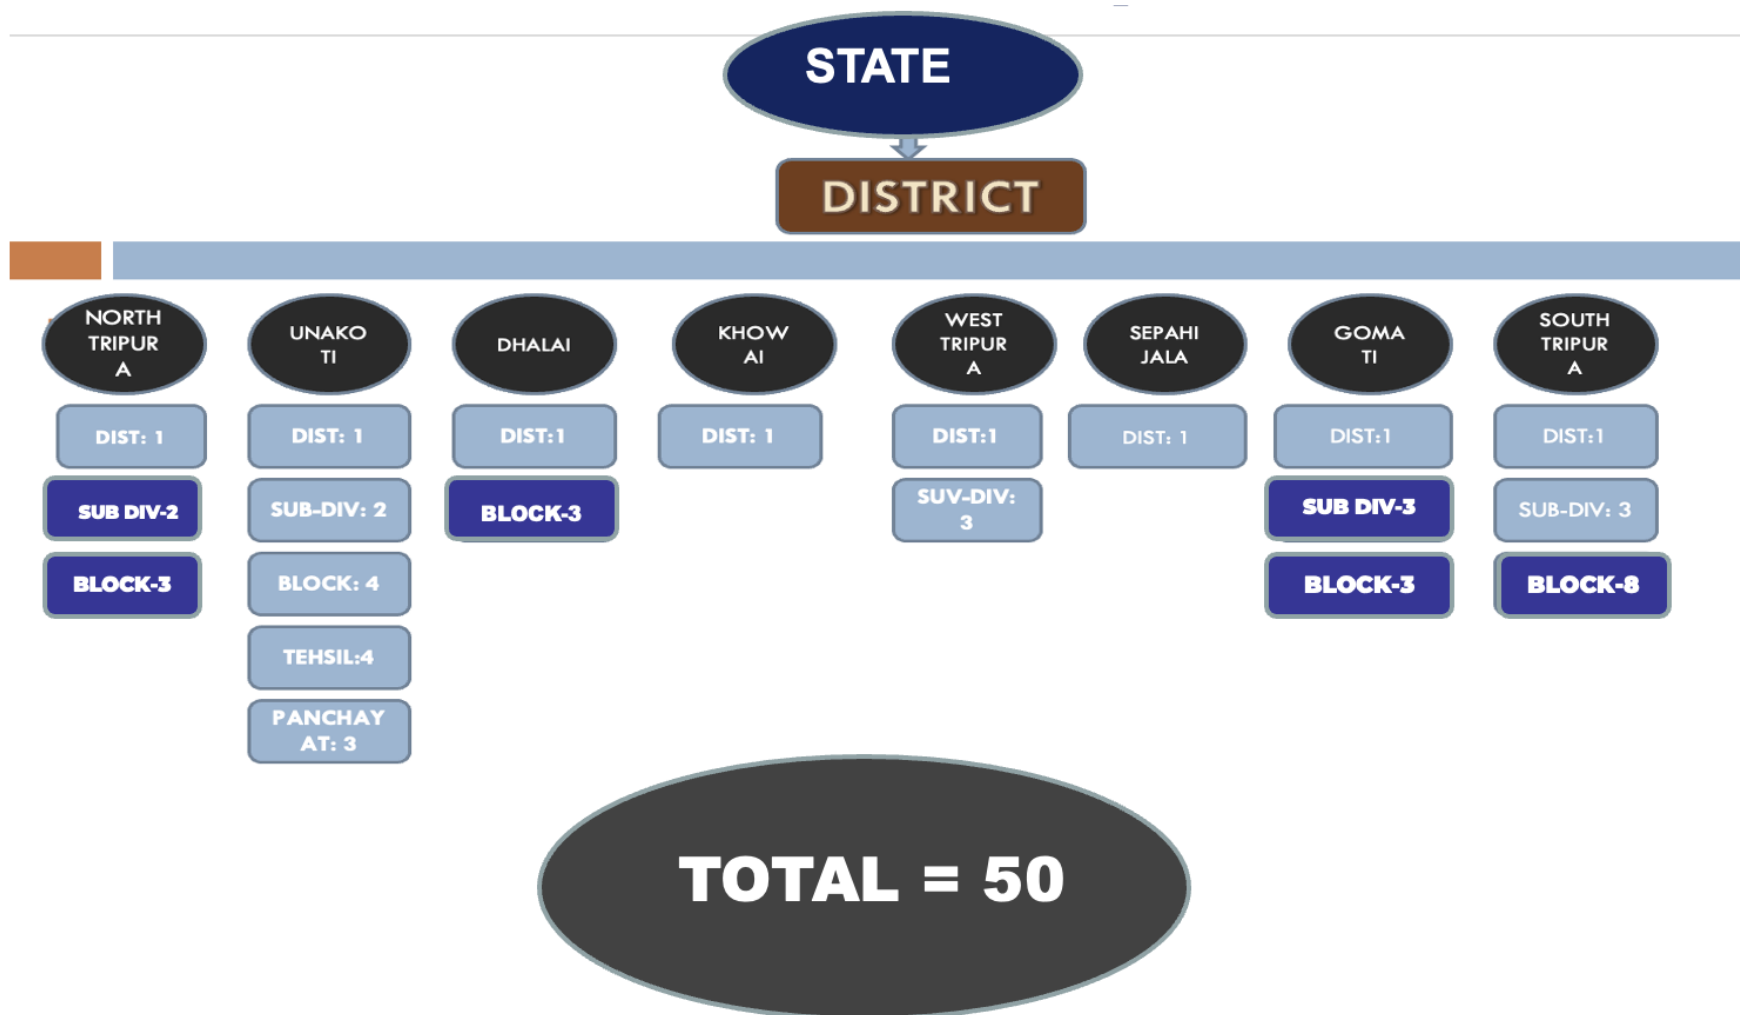 STATE
DISTRICT
NORTH
TRIPUR
A
UNAKO
TI
DHALAI
KHOW
AI
WEST
TRIPUR
A
SEPAHI
JALA
GOMA
TI
SOUTH
TRIPUR
A
DIST: 1
DIST: 1
DIST:1
DIST: 1
DIST:1
DIST: 1
DIST:1
DIST:1
SUB DIV-2
SUB-DIV: 2
BLOCK-3
SUV-DIV:
3
SUB DIV-3
SUB-DIV: 3
BLOCK-3
BLOCK: 4
BLOCK-3
BLOCK-8
TEHSIL:4
PANCHAY
AT: 3
TOTAL = 50